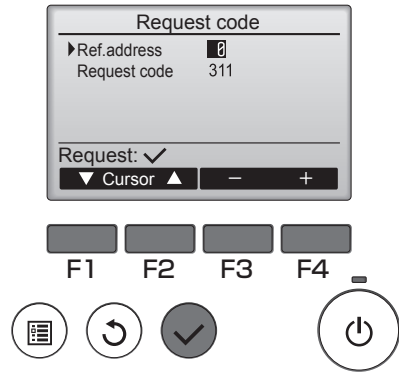 Request code
Ref.address 0
Request code 311
Request:
Cursor − +
F1 F2 F3 F4